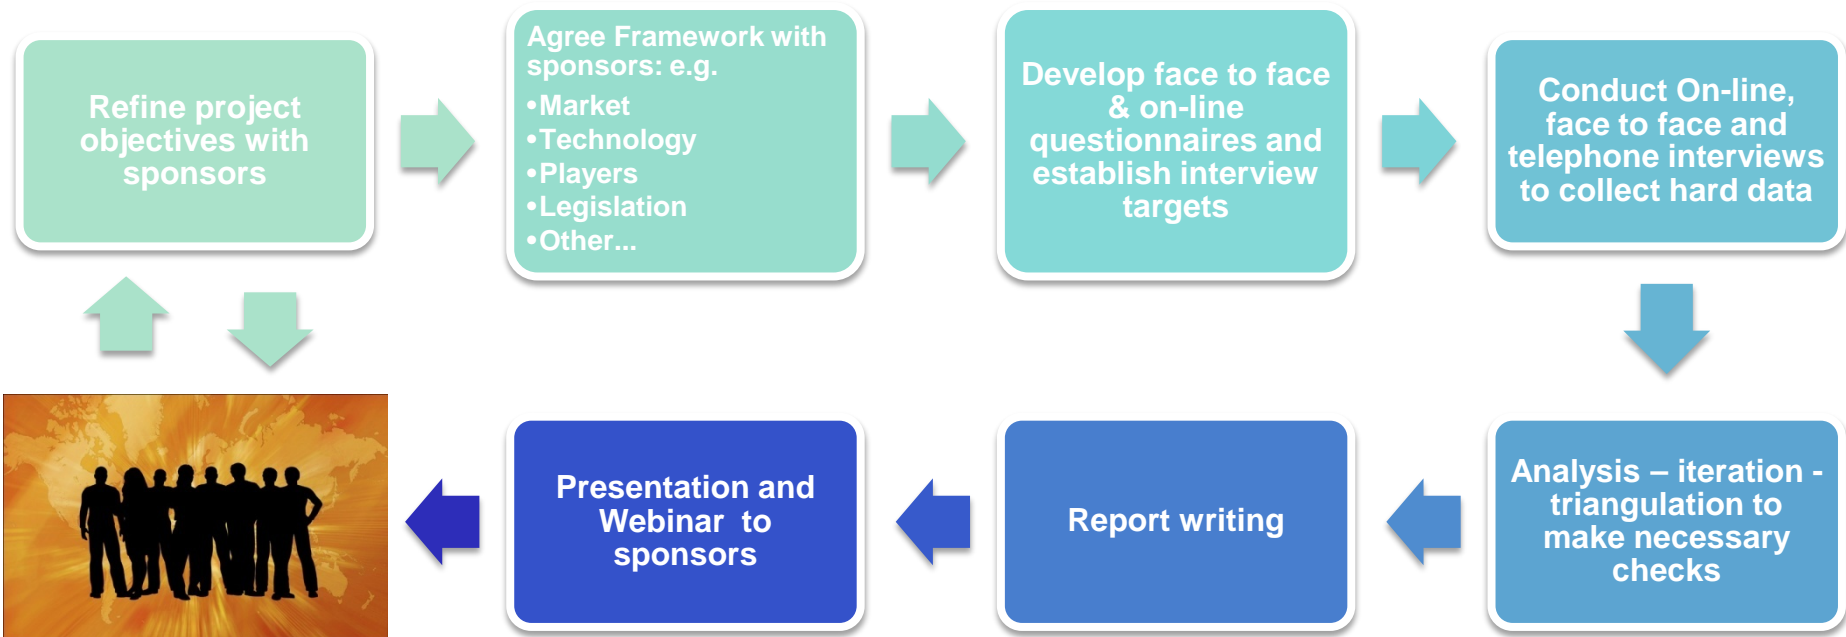 Refine project
objectives with
sponsors
Agree Framework with
sponsors: e.g.
•Market
•Technology
•Players
•Legislation
•Other...
Develop face to face
& on-line
questionnaires and
establish interview
targets
Conduct On-line,
face to face and
telephone interviews
to collect hard data
Analysis – iteration -
triangulation to
make necessary
checks
Report writing
Presentation and
Webinar to
sponsors